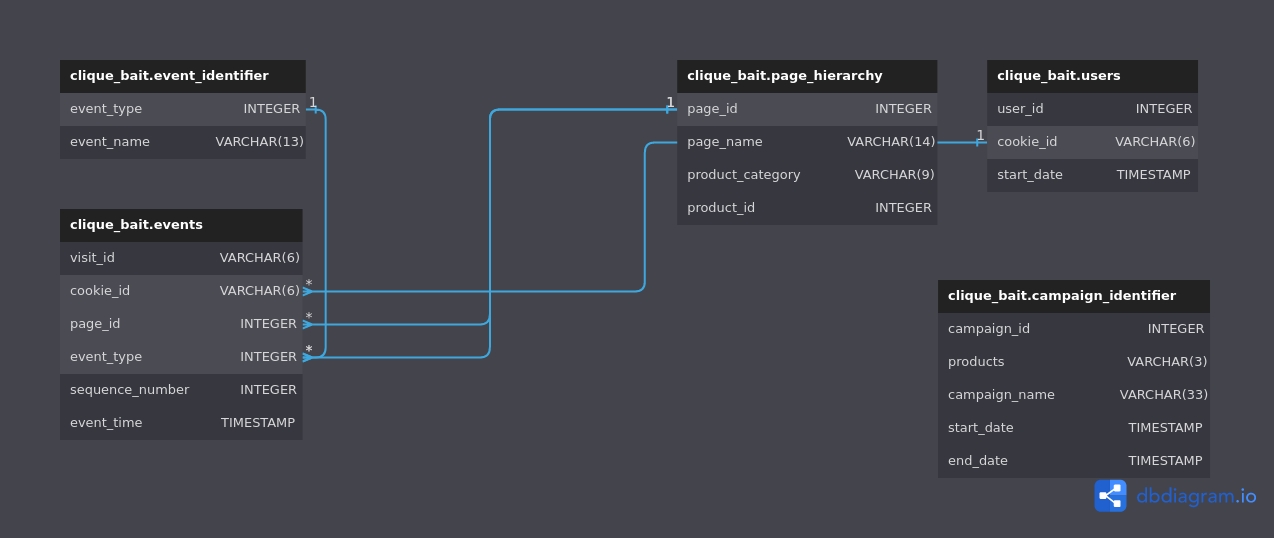 clique_bait.event_identifier
event_type INTEGER
event_name VARCHAR(13)
1
clique_bait.events
visit_id VARCHAR(6)
cookie_id VARCHAR(6)
*
page_id INTEGER
*
event_type INTEGER
*
sequence_number INTEGER
event_time TIMESTAMP
clique_bait.page_hierarchy
1
page_id INTEGER
page_name VARCHAR(14)
product_category VARCHAR(9)
product_id INTEGER
clique_bait.users
user_id INTEGER
1
cookie_id VARCHAR(6)
start_date TIMESTAMP
clique_bait.campaign_identifier
campaign_id INTEGER
products VARCHAR(3)
campaign_name VARCHAR(33)
start_date TIMESTAMP
end_date TIMESTAMP
dbdiagram.io